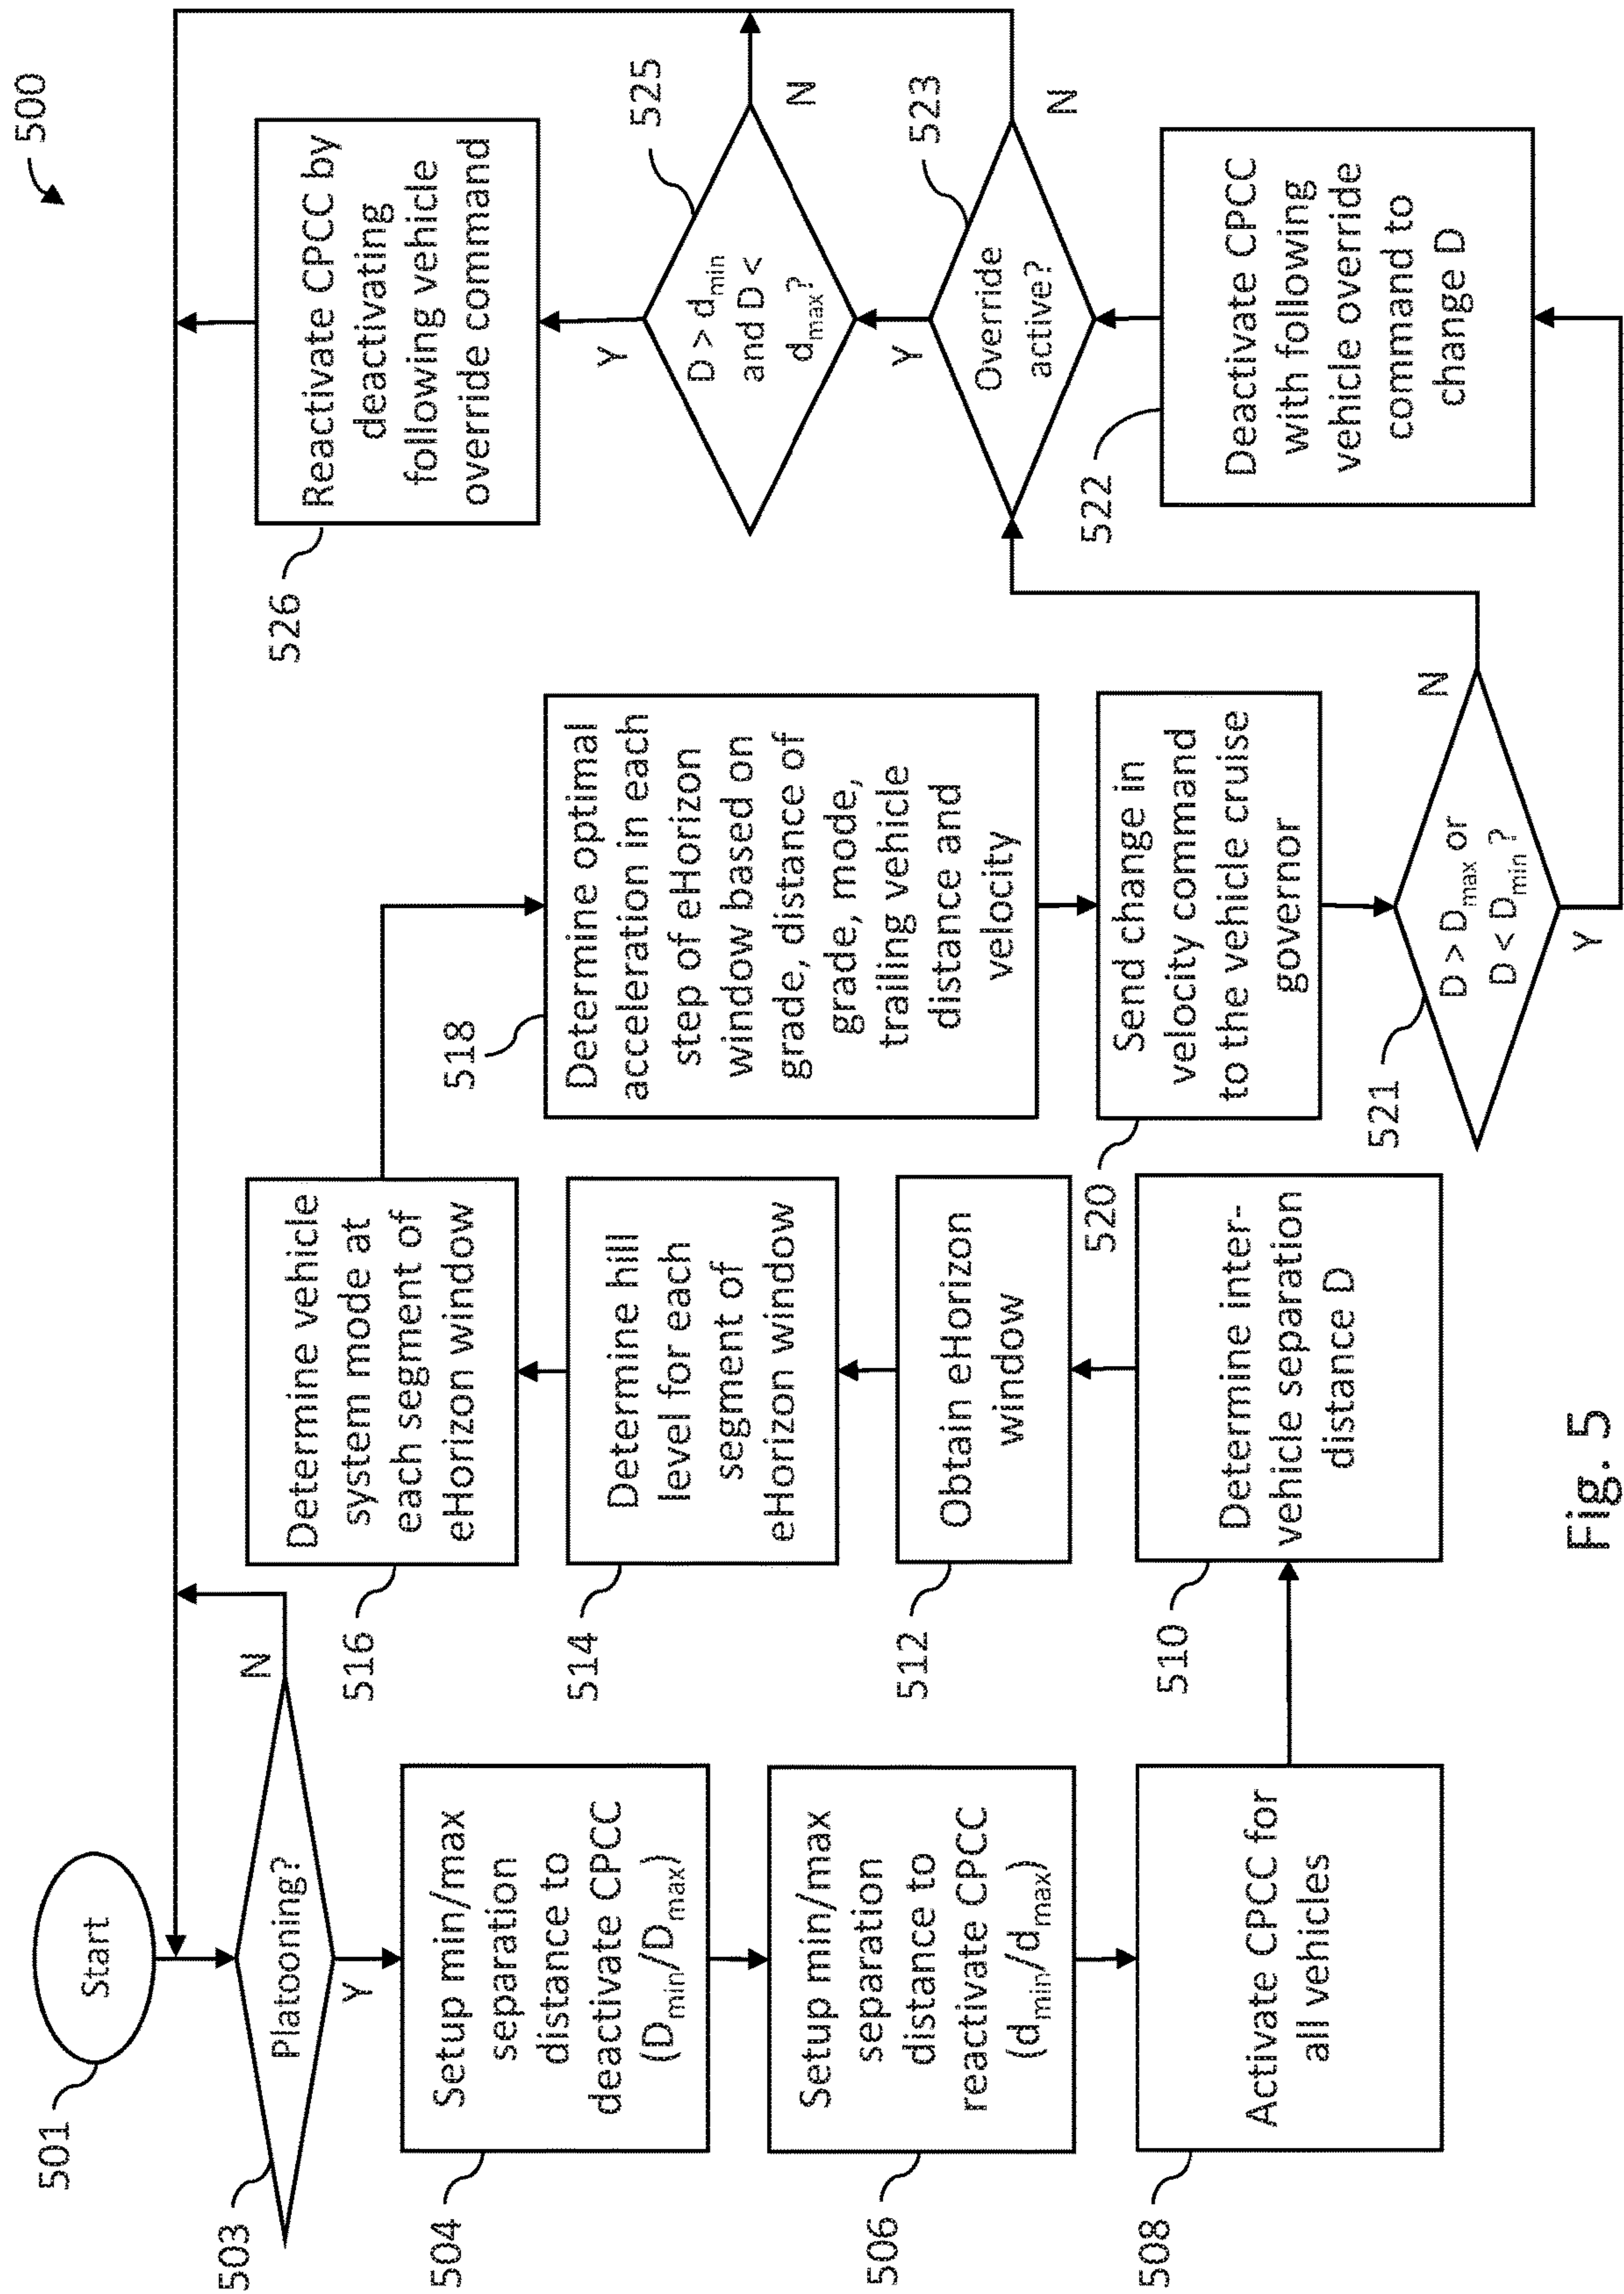 500
501
Start
503
Platooning?
N
Y
504
Setup min/max
separation
distance to
deactivate CPCC
(Dmin/Dmax)
506
Setup min/max
separation
distance to
reactivate CPCC
(dmin/dmax)
508
Activate CPCC for
all vehicles
510
Determine inter-
vehicle separation
distance D
512
Obtain eHorizon
window
514
Determine hill
level for each
segment of
eHorizon window
516
Determine vehicle
system mode at
each segment of
eHorizon window
518
Determine optimal
acceleration in each
step of eHorizon
window based on
grade, distance of
grade, mode,
trailing vehicle
distance and
velocity
520
Send change in
velocity command
to the vehicle cruise
governor
521
D > Dmax or
D < Dmin ?
N
Y
522
Deactivate CPCC
with following
vehicle override
command to
change D
523
Override
active?
N
Y
525
D > dmin
and D <
dmax?
N
Y
526
Reactivate CPCC by
deactivating
following vehicle
override command
Fig. 5